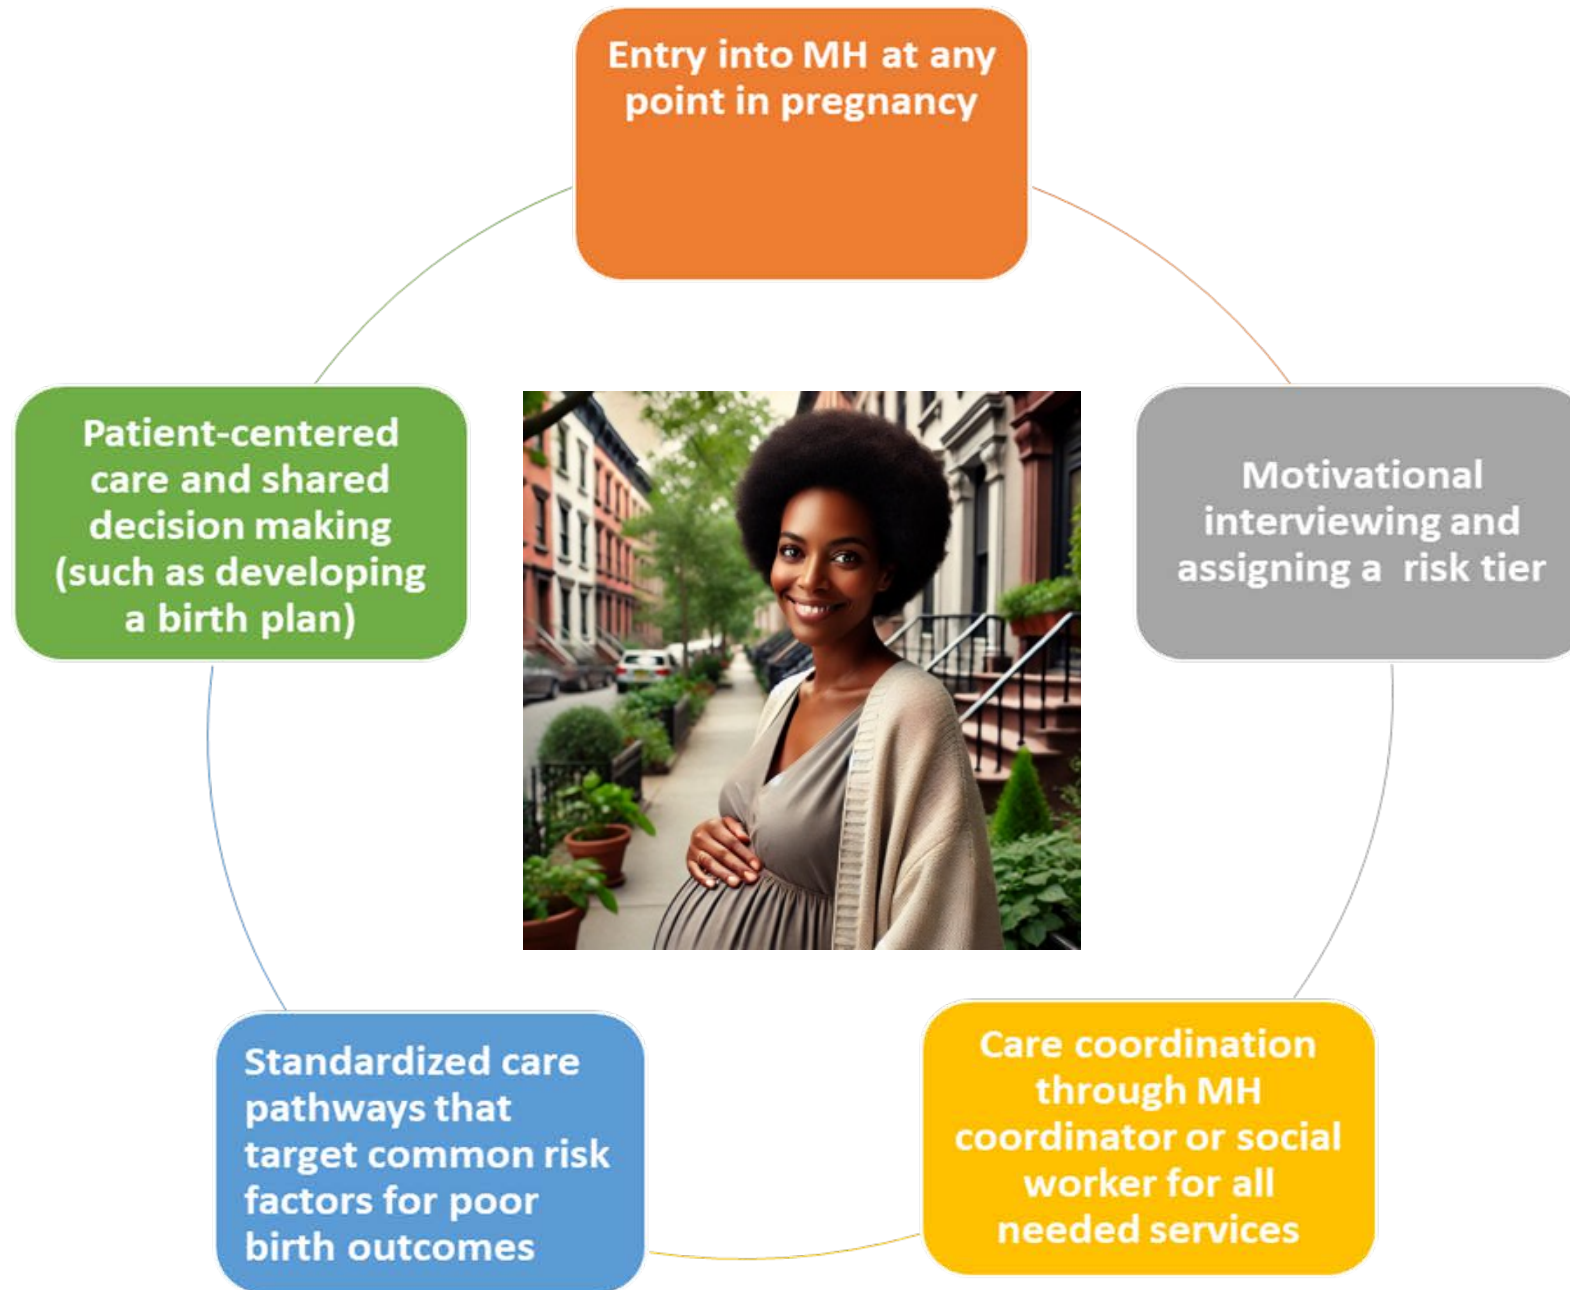 Entry into MH at any
point in pregnancy
Motivational
interviewing and
assigning a risk tier
Care coordination
through MH
coordinator or social
worker for all
needed services
Standardized care
pathways that
target common risk
factors for poor
birth outcomes
Patient-centered
care and shared
decision making
(such as developing
a birth plan)